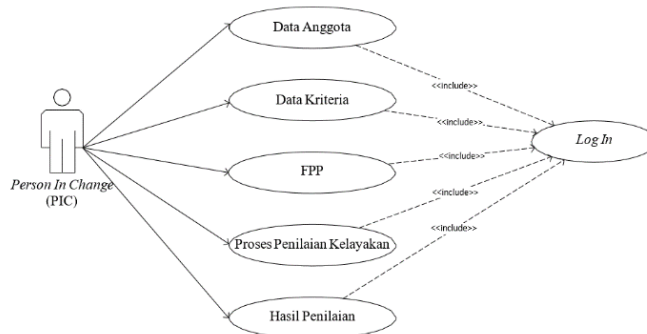 Data Anggota
<<include>>
Data Kriteria
<<include>>
Log In
<<include>>
FPP
Person In Change
(PIC)
<<include>>
<<include>>
Proses Penilaian Kelayakan
Hasil Penilaian